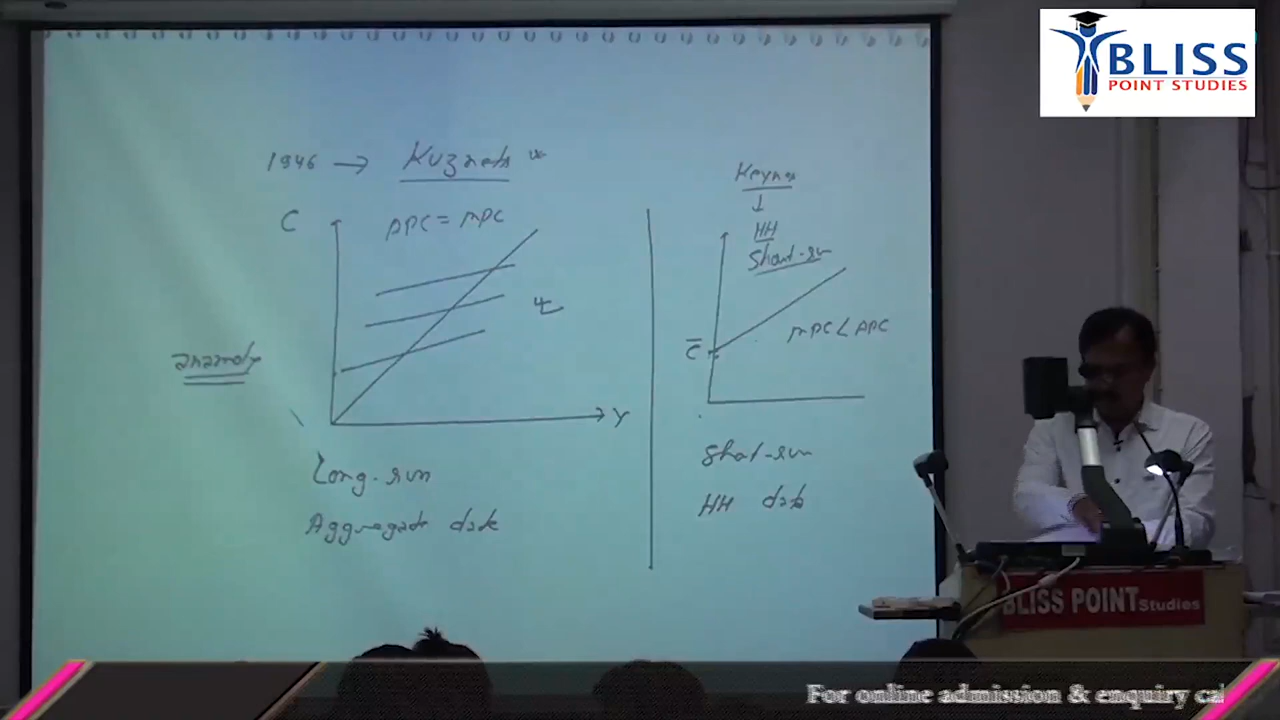 BLISS
POINT STUDIES
1946 → Kuznets
C
APC = MPC
Y
anamoly
Long-run
Aggregate data
Keynes
↓
HH
Short-run
C̅
MPC < APC
Short-run
HH data
BLISS POINT Studies
For online admission & enquiry cal